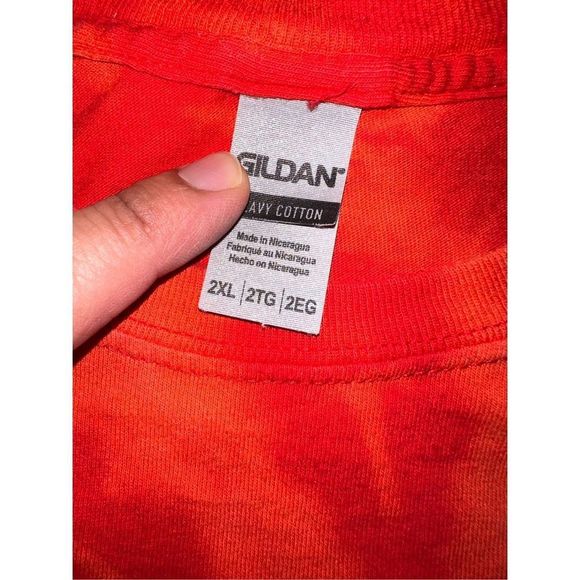 GILDAN®
AVY COTTON
Made in Nicaragua
Fabriqué au Nicaragua
Hecho en Nicaragua
2XL | 2TG | 2EG